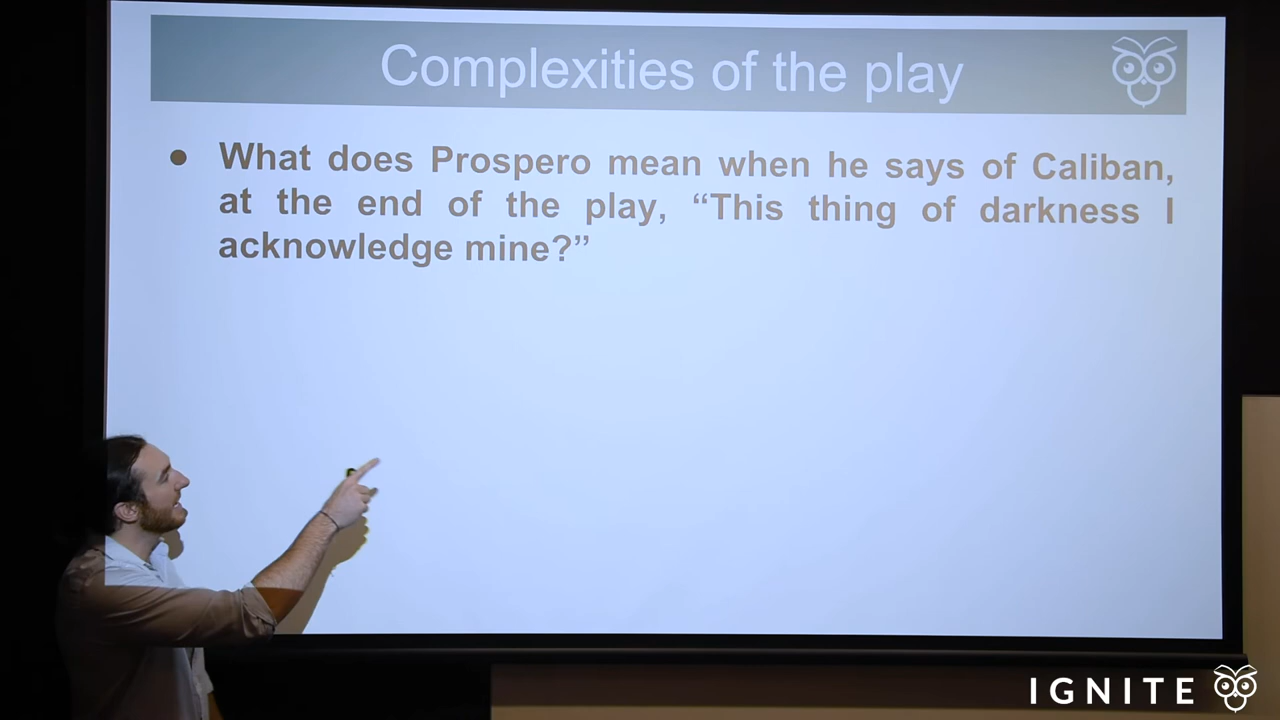 Complexities of the play
● What does Prospero mean when he says of Caliban,
at the end of the play, “This thing of darkness I
acknowledge mine?”
IGNITE